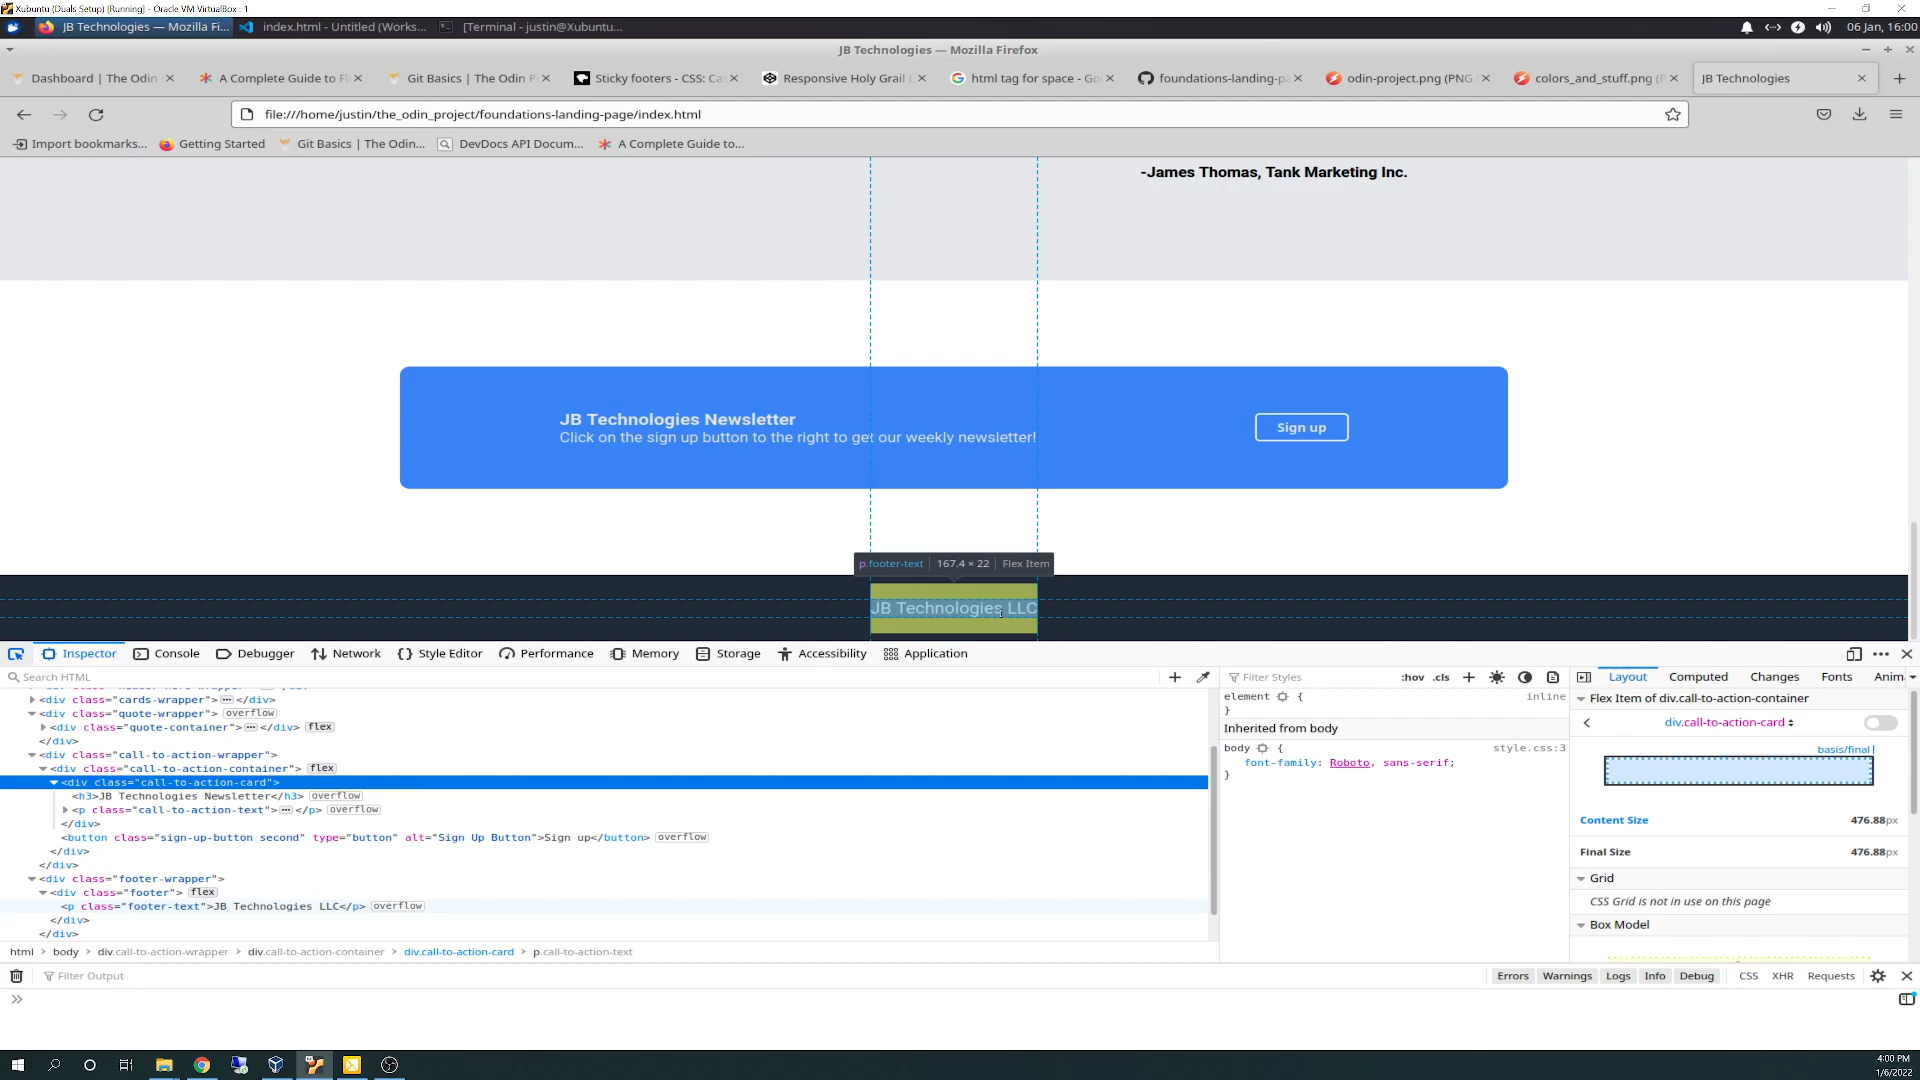 Xubuntu (Duals Setup) [Running] - Oracle VM VirtualBox : 1
JB Technologies — Mozilla Fi...
index.html - Untitled (Works...
[Terminal - justin@Xubuntu...
06 Jan, 16:00
JB Technologies — Mozilla Firefox
Dashboard | The Odin
A Complete Guide to F
Git Basics | The Odin P
Sticky footers - CSS: Ca
Responsive Holy Grail
html tag for space - Go
foundations-landing-pa
odin-project.png (PNG
colors_and_stuff.png (P
JB Technologies
file:///home/justin/the_odin_project/foundations-landing-page/index.html
Import bookmarks...
Getting Started
Git Basics | The Odin...
DevDocs API Docum...
A Complete Guide to...
-James Thomas, Tank Marketing Inc.
JB Technologies Newsletter
Click on the sign up button to the right to get our weekly newsletter!
Sign up
p.footer-text | 167.4 × 22 | Flex Item
JB Technologies LLC
Inspector
Console
Debugger
Network
{} Style Editor
Performance
Memory
Storage
Accessibility
Application
Search HTML
Filter Styles
:hov .cls
Layout
Computed
Changes
Fonts
Anim
<div class="cards-wrapper">⋯</div>
<div class="quote-wrapper"> overflow
<div class="quote-container">⋯</div> flex
</div>
<div class="call-to-action-wrapper">
<div class="call-to-action-container"> flex
<div class="call-to-action-card">
<h3>JB Technologies Newsletter</h3> overflow
<p class="call-to-action-text">⋯</p> overflow
</div>
<button class="sign-up-button second" type="button" alt="Sign Up Button">Sign up</button> overflow
</div>
</div>
<div class="footer-wrapper">
<div class="footer"> flex
<p class="footer-text">JB Technologies LLC</p> overflow
</div>
</div>
element {
inline
}
Inherited from body
body {
style.css:3
font-family: Roboto, sans-serif;
}
Flex Item of div.call-to-action-container
div.call-to-action-card
basis/final
Content Size
476.88px
Final Size
476.88px
Grid
CSS Grid is not in use on this page
Box Model
html > body > div.call-to-action-wrapper > div.call-to-action-container > div.call-to-action-card > p.call-to-action-text
Filter Output
Errors
Warnings
Logs
Info
Debug
CSS
XHR
Requests
4:00 PM
1/6/2022